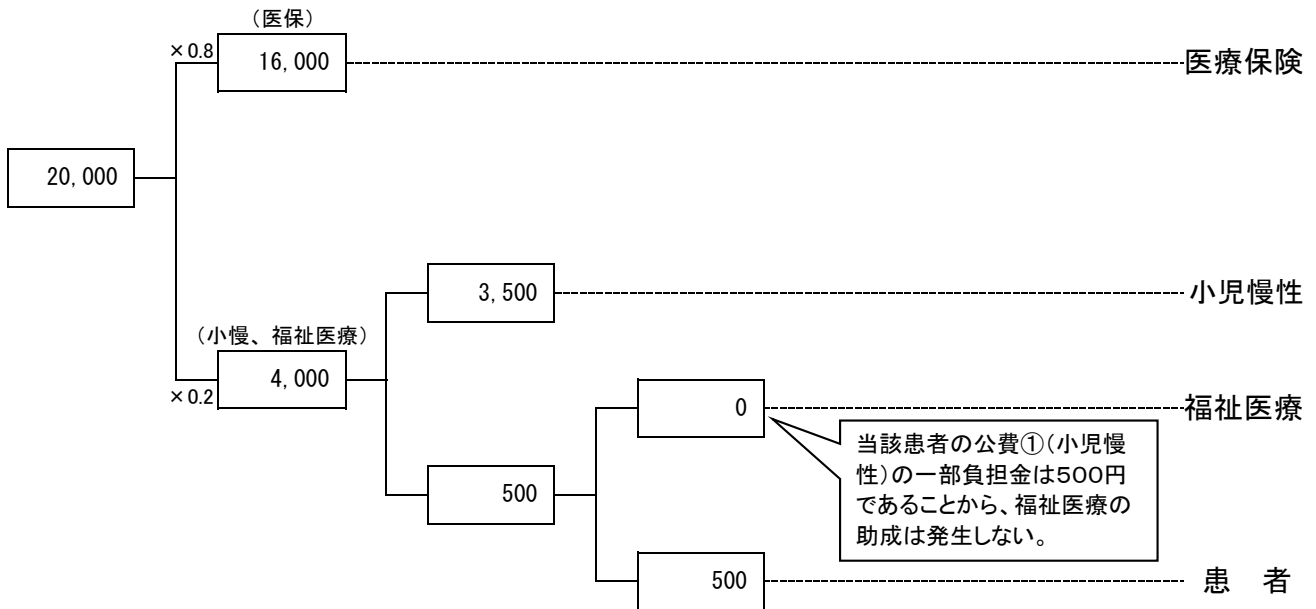 (医保)
×0.8
16,000
医療保険
20,000
3,500
小児慢性
(小慢、福祉医療)
×0.2
4,000
0
福祉医療
当該患者の公費①(小児慢
性)の一部負担金は500円
であることから、福祉医療の
助成は発生しない。
500
500
患 者